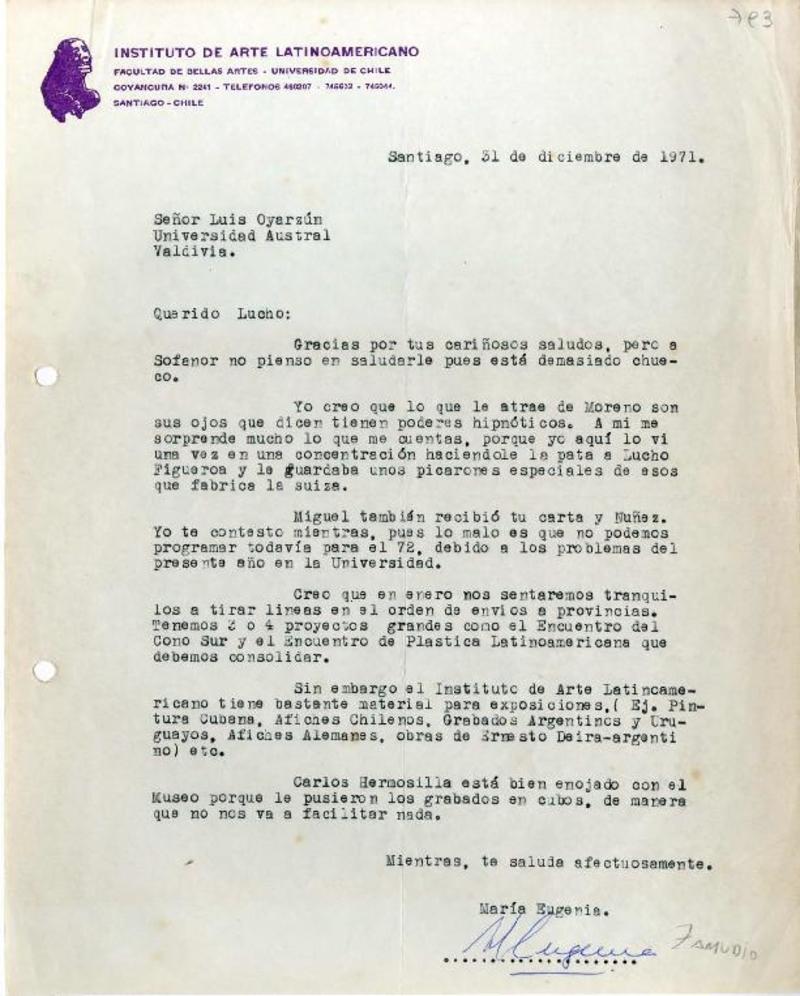 7e3
INSTITUTO DE ARTE LATINOAMERICANO
FACULTAD DE BELLAS ARTES - UNIVERSIDAD DE CHILE
GOYANCURA Nº 2241 - TELEFONOS 460207 - 746632 -
SANTIAGO - CHILE
Santiago, 31 de diciembre de 1971.
Señor Luis Oyarzún
Universidad Austral
Valdivia.
Querido Lucho:
Gracias por tus cariñosos saludos, pero a
Sofanor no pienso en saludarle pues está demasiado chue-
co.
Yo creo que lo que le atrae de Moreno son
sus ojos que dicen tienen poderes hipnóticos. A mi me
sorprende mucho lo que me cuentas, porque yo aquí lo vi
una vez en una concentración haciendole la pata a Lucho
Figueroa y le guardaba unos picarones especiales de esos
que fabrica la suiza.
Miguel también recibió tu carta y Nuñez.
Yo te contesto mientras, pues lo malo es que no podemos
programar todavía para el 72, debido a los problemas del
presente año en la Universidad.
Creo que en enero nos sentaremos tranqui-
los a tirar lineas en el orden de envios a provincias.
Tenemos 3 o 4 proyectos grandes como el Encuentro del
Cono Sur y el Encuentro de Plastica Latinoamericana que
debemos consolidar.
Sin embargo el Instituto de Arte Latinoame-
ricano tiene bastante material para exposiciones,( Ej. Pin-
tura Cubana, Afiches Chilenos, Grabados Argentinos y Uru-
guayos, Afiches Alemanes, obras de Ernesto Deira-argenti
no) etc.
Carlos Hermosilla está bien enojado con el
Museo porque le pusieron los grabados en cubos, de manera
que no nos va a facilitar nada.
Mientras, te saluda afectuosamente.
María Eugenia.
M Eugenia Zamudio